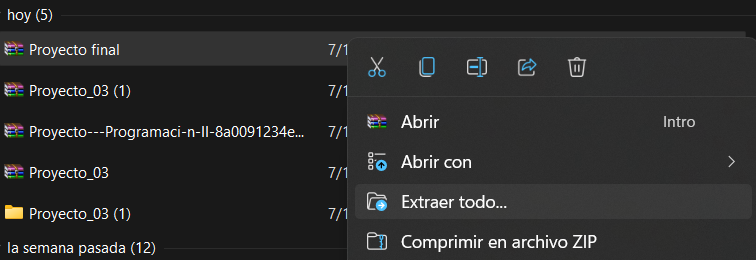 hoy (5)
Proyecto final 7/1
Proyecto_03 (1) 7/1
Proyecto---Programaci-n-II-8a0091234e... 7/1
Proyecto_03 7/1
Proyecto_03 (1) 7/1
la semana pasada (12)
Abrir Intro
Abrir con
Extraer todo...
Comprimir en archivo ZIP